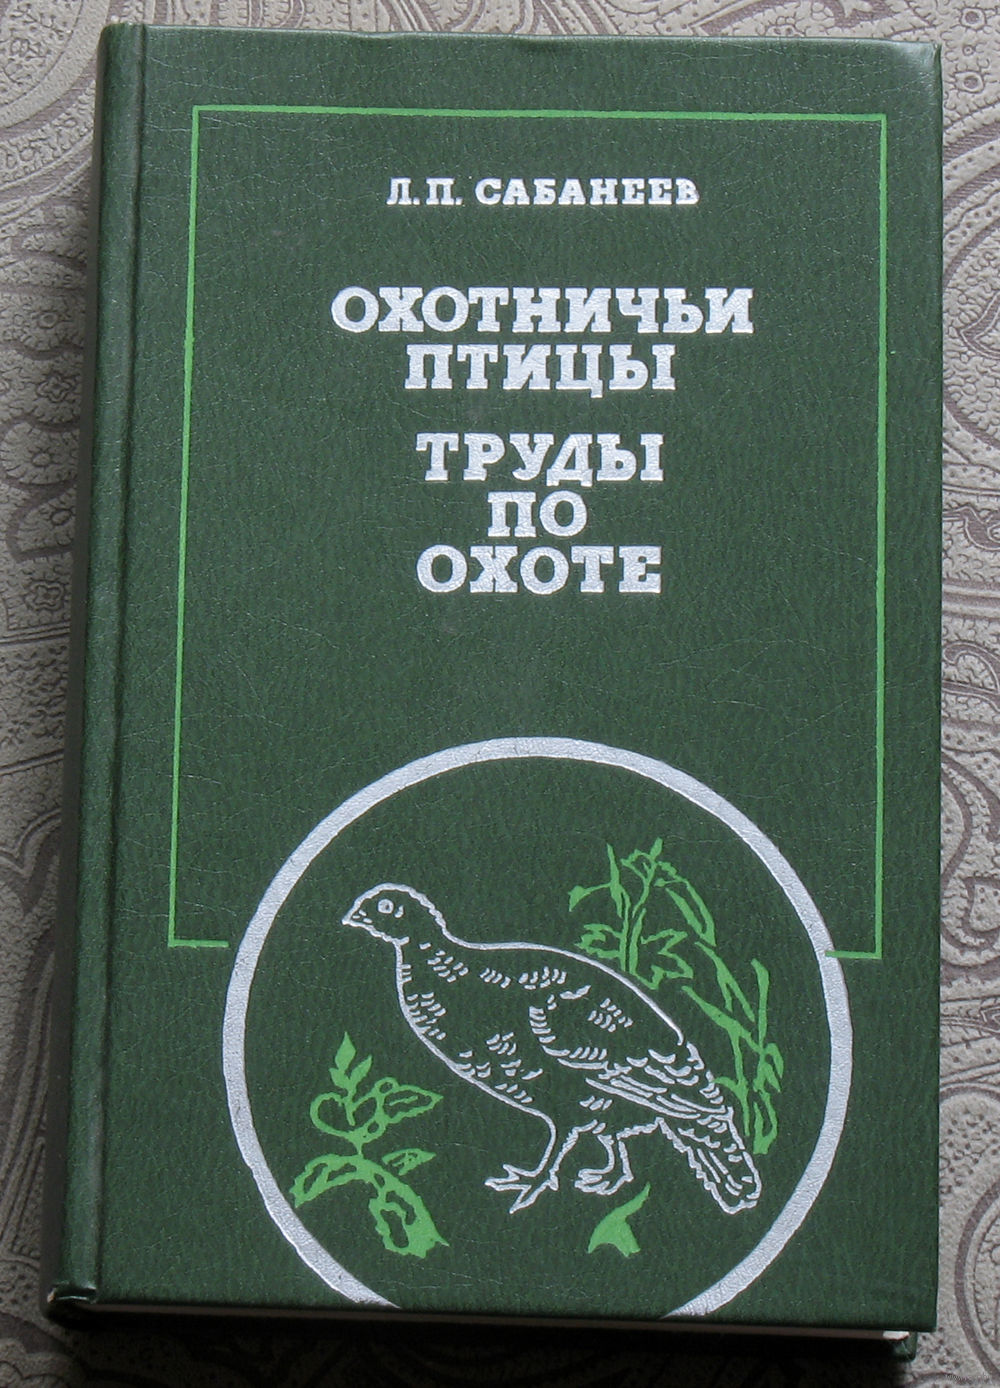 Л.П. САБАНЕЕВ
ОХОТНИЧЬИ
ПТИЦЫ
ТРУДЫ
ПО
ОХОТЕ